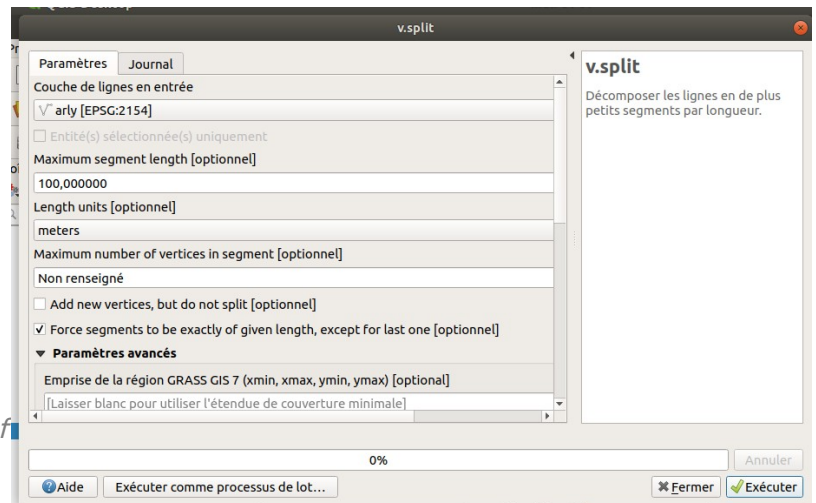 v.split
Paramètres
Journal
Couche de lignes en entrée
arly [EPSG:2154]
Entité(s) sélectionnée(s) uniquement
Maximum segment length [optionnel]
100,000000
Length units [optionnel]
meters
Maximum number of vertices in segment [optionnel]
Non renseigné
Add new vertices, but do not split [optionnel]
Force segments to be exactly of given length, except for last one [optionnel]
Paramètres avancés
Emprise de la région GRASS GIS 7 (xmin, xmax, ymin, ymax) [optional]
[Laisser blanc pour utiliser l'étendue de couverture minimale]
v.split
Décomposer les lignes en de plus
petits segments par longueur.
0%
Annuler
Aide
Exécuter comme processus de lot...
Fermer
Exécuter